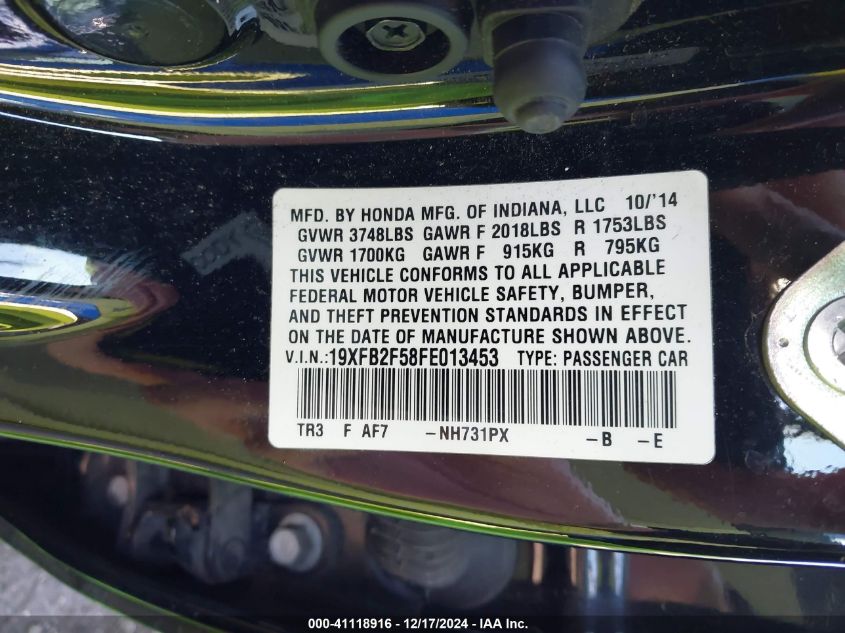 MFD. BY HONDA MFG. OF INDIANA, LLC 10/'14
GVWR 3748LBS GAWR F 2018LBS R 1753LBS
GVWR 1700KG GAWR F 915KG R 795KG
THIS VEHICLE CONFORMS TO ALL APPLICABLE
FEDERAL MOTOR VEHICLE SAFETY, BUMPER,
AND THEFT PREVENTION STANDARDS IN EFFECT
ON THE DATE OF MANUFACTURE SHOWN ABOVE.
V.I.N.:19XFB2F58FE013453 TYPE: PASSENGER CAR
TR3 F AF7 -NH731PX -B -E
000-41118916 - 12/17/2024 - IAA Inc.